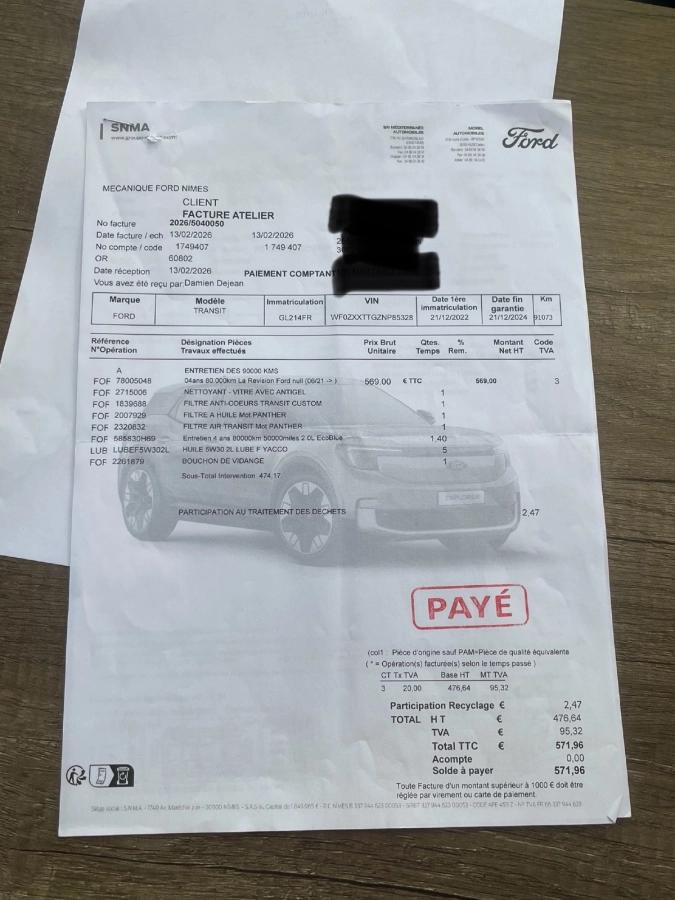 SNMA
Ford
MECANIQUE FORD NIMES
CLIENT
FACTURE ATELIER
No facture 2026/5040050
Date facture / ech 13/02/2026 13/02/2026
No compte / code 1749407 1 749 407
OR 60802
Date réception 13/02/2026 PAIEMENT COMPTANT
Vous avez été reçu par Damien Dejean
Marque Modèle Immatriculation VIN Date 1ère immatriculation Date fin garantie Km
FORD TRANSIT GL214FR WF0ZXXTTGZNP85328 21/12/2022 21/12/2024 91073
Référence Désignation Pièces Prix Brut Qtes. % Montant Code
N°Opération Travaux effectués Unitaire Temps Rem. Net HT TVA
A ENTRETIEN DES 90000 KMS
FOF 78005048 04ans 80.000km La Revision Ford null (06/21 -> ) 569.00 € TTC 569.00 3
FOF 2715006 NETTOYANT - VITRE AVEC ANTIGEL 1
FOF 1839688 FILTRE ANTI-ODEURS TRANSIT CUSTOM 1
FOF 2007929 FILTRE A HUILE Mot PANTHER 1
FOF 2320832 FILTRE AIR TRANSIT Mot PANTHER 1
FOF 585830H69 Entretien 4 ans 80000km 50000miles 2.0L EcoBlue 1,40
LUB LUBEF5W302L HUILE 5W30 2L LUBE F YACCO 5
FOF 2261879 BOUCHON DE VIDANGE 1
Sous-Total Intervention 474,17
PARTICIPATION AU TRAITEMENT DES DECHETS 2,47
EXPLORER
PAYÉ
(col1 : Pièce d'origine sauf PAM=Pièce de qualité équivalente
( * = Opération(s) facturée(s) selon le temps passé )
CT Tx TVA Base HT MT TVA
3 20,00 476,64 95,32
Participation Recyclage € 2,47
TOTAL H T € 476,64
TVA € 95,32
Total TTC € 571,96
Acompte 0,00
Solde à payer 571,96
Toute Facture d'un montant supérieur à 1000 € doit être
réglée par virement ou carte de paiement.